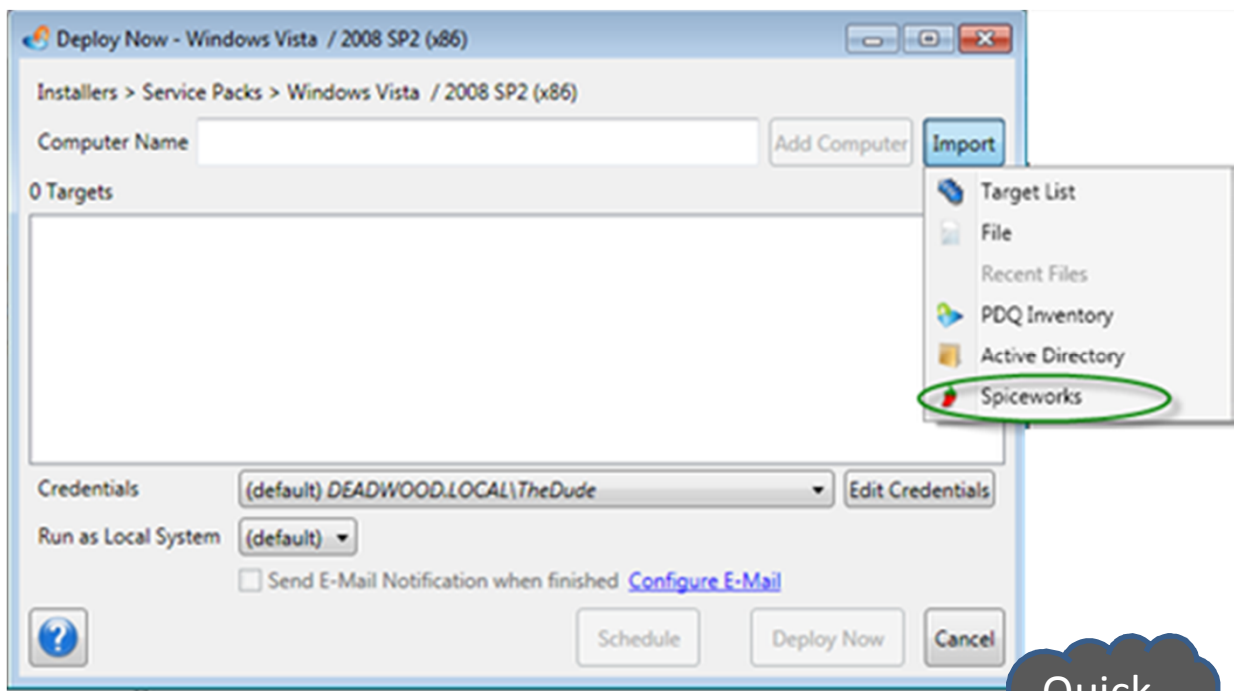 Deploy Now - Windows Vista / 2008 SP2 (x86)
Installers > Service Packs > Windows Vista / 2008 SP2 (x86)
Computer Name
Add Computer
Import
0 Targets
Target List
File
Recent Files
PDQ Inventory
Active Directory
Spiceworks
Credentials
(default) DEADWOOD.LOCAL\TheDude
Edit Credentials
Run as Local System
(default)
Send E-Mail Notification when finished Configure E-Mail
?
Schedule
Deploy Now
Cancel
Quick